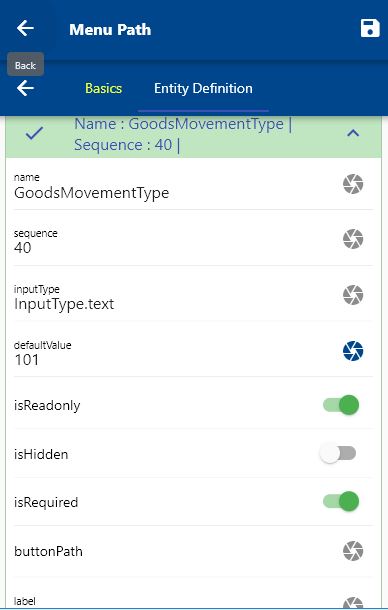 Menu Path
Back
Basics
Entity Definition
Name : GoodsMovementType |
Sequence : 40 |
name
GoodsMovementType
sequence
40
inputType
InputType.text
defaultValue
101
isReadonly
isHidden
isRequired
buttonPath
label